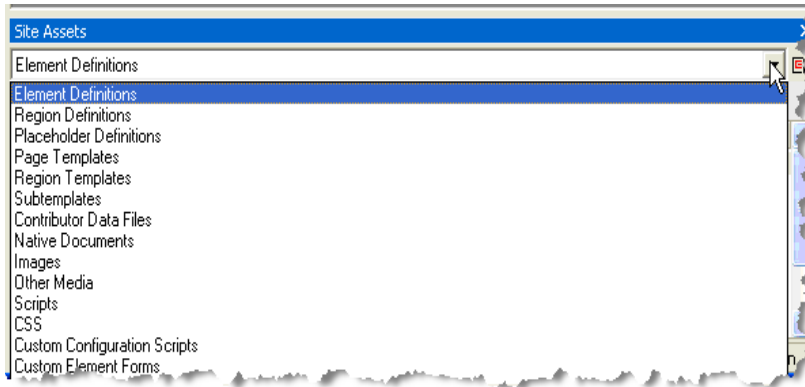 Site Assets
Element Definitions
Element Definitions
Region Definitions
Placeholder Definitions
Page Templates
Region Templates
Subtemplates
Contributor Data Files
Native Documents
Images
Other Media
Scripts
CSS
Custom Configuration Scripts
Custom Element Forms